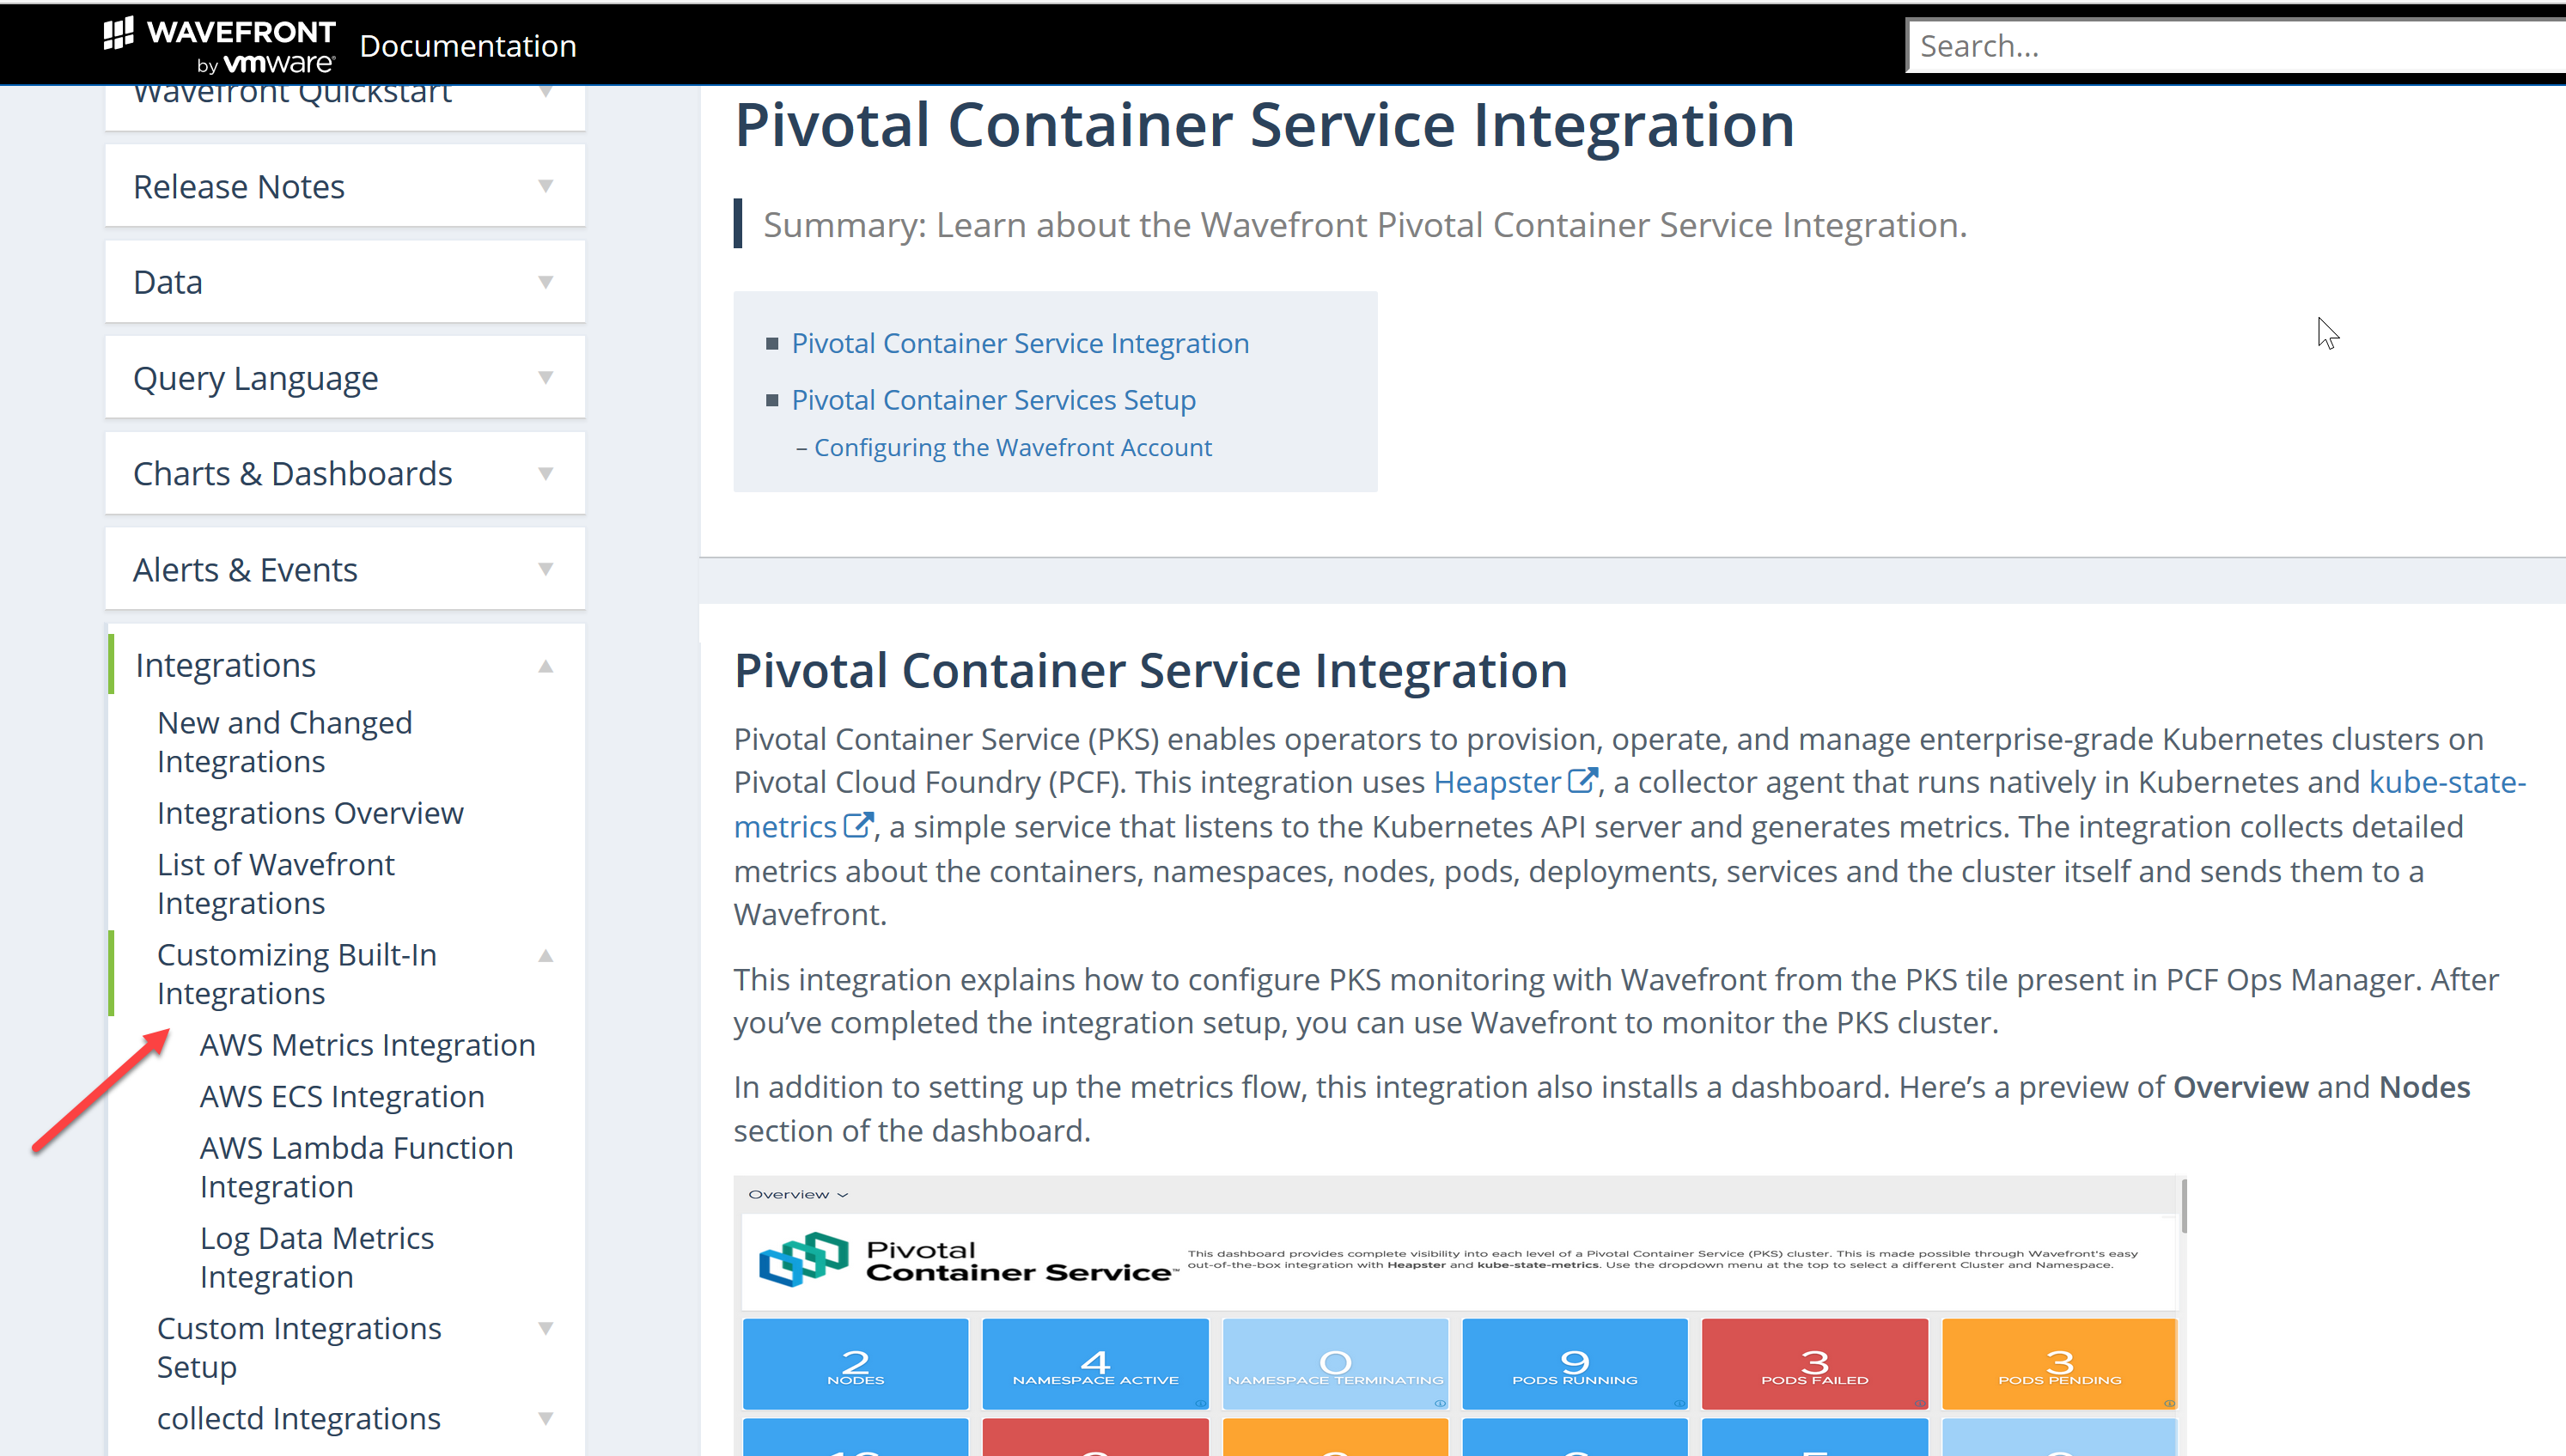 WAVEFRONT
by vmware
Documentation
Search...
Wavefront Quickstart
Release Notes
Data
Query Language
Charts & Dashboards
Alerts & Events
Integrations
New and Changed
Integrations
Integrations Overview
List of Wavefront
Integrations
Customizing Built-In
Integrations
AWS Metrics Integration
AWS ECS Integration
AWS Lambda Function
Integration
Log Data Metrics
Integration
Custom Integrations
Setup
collectd Integrations
Pivotal Container Service Integration
Summary: Learn about the Wavefront Pivotal Container Service Integration.
Pivotal Container Service Integration
Pivotal Container Services Setup
– Configuring the Wavefront Account
Pivotal Container Service Integration
Pivotal Container Service (PKS) enables operators to provision, operate, and manage enterprise-grade Kubernetes clusters on
Pivotal Cloud Foundry (PCF). This integration uses Heapster, a collector agent that runs natively in Kubernetes and kube-state-
metrics, a simple service that listens to the Kubernetes API server and generates metrics. The integration collects detailed
metrics about the containers, namespaces, nodes, pods, deployments, services and the cluster itself and sends them to a
Wavefront.
This integration explains how to configure PKS monitoring with Wavefront from the PKS tile present in PCF Ops Manager. After
you’ve completed the integration setup, you can use Wavefront to monitor the PKS cluster.
In addition to setting up the metrics flow, this integration also installs a dashboard. Here’s a preview of Overview and Nodes
section of the dashboard.
Overview
Pivotal
Container Service™
This dashboard provides complete visibility into each level of a Pivotal Container Service (PKS) cluster. This is made possible through Wavefront's easy
out-of-the-box integration with Heapster and kube-state-metrics. Use the dropdown menu at the top to select a different Cluster and Namespace.
2
NODES
4
NAMESPACE ACTIVE
0
NAMESPACE TERMINATING
9
PODS RUNNING
3
PODS FAILED
3
PODS PENDING